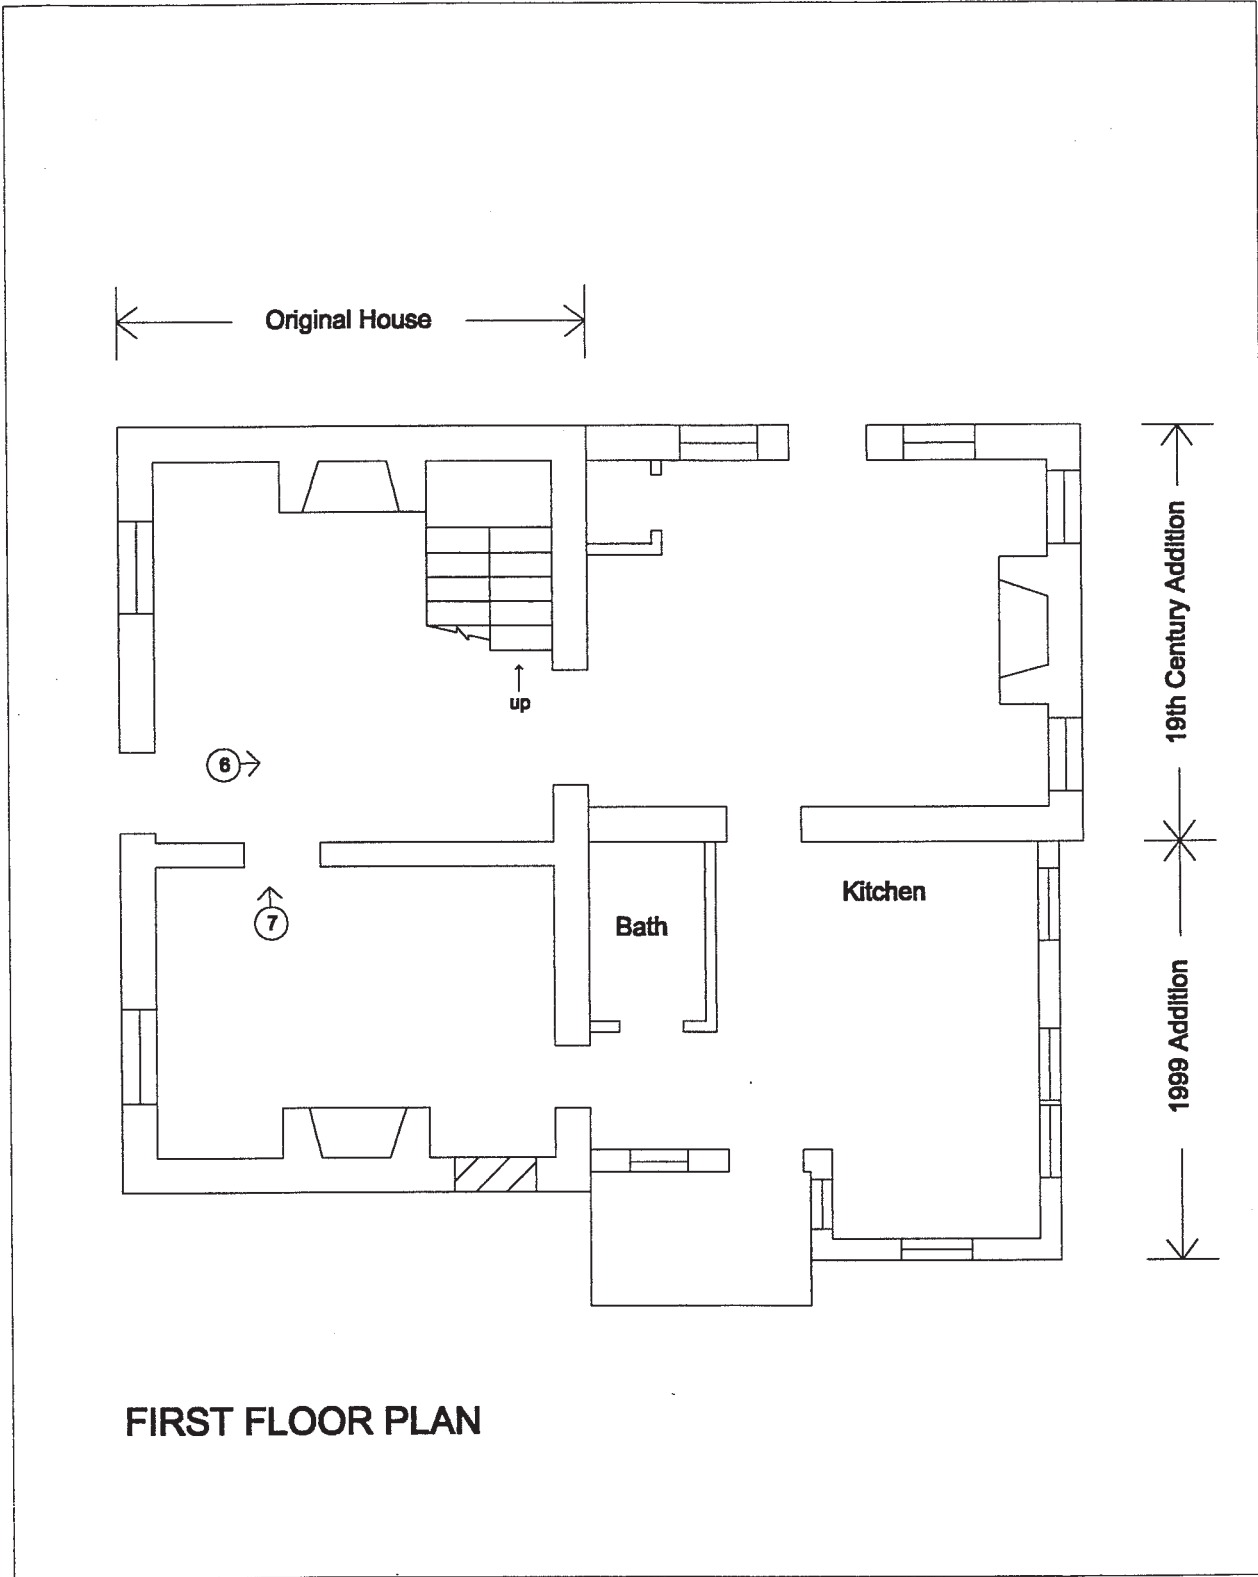 Original House
19th Century Addition
up
6
7
Kitchen
Bath
1999 Addition
FIRST FLOOR PLAN